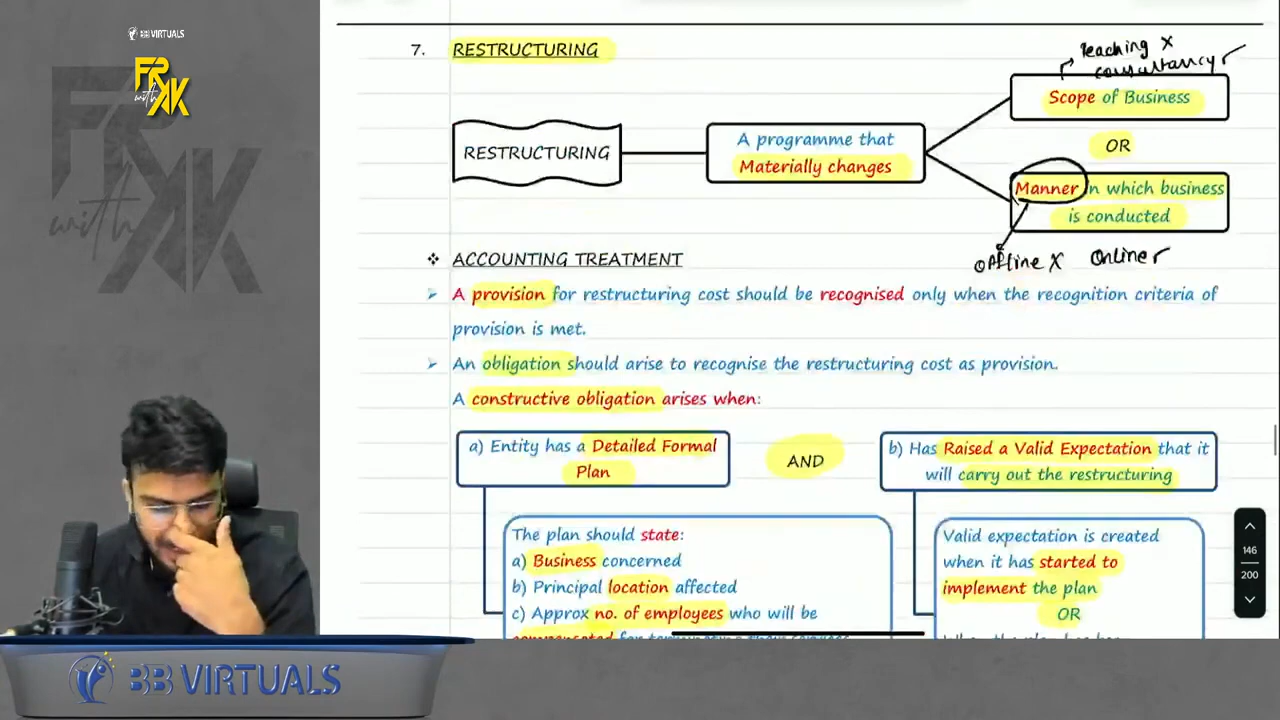 BB VIRTUALS
FR
with
AK
FR
with
AK
7. RESTRUCTURING
Teaching X
consultancy ✓
Scope of Business
OR
RESTRUCTURING
A programme that
Materially changes
Manner in which business
is conducted
Offline X Online ✓
❖ ACCOUNTING TREATMENT
➢ A provision for restructuring cost should be recognised only when the recognition criteria of
provision is met.
➢ An obligation should arise to recognise the restructuring cost as provision.
A constructive obligation arises when:
a) Entity has a Detailed Formal
Plan
AND
b) Has Raised a Valid Expectation that it
will carry out the restructuring
The plan should state:
a) Business concerned
b) Principal location affected
c) Approx no. of employees who will be
Valid expectation is created
when it has started to
implement the plan
OR
146
200
BB VIRTUALS